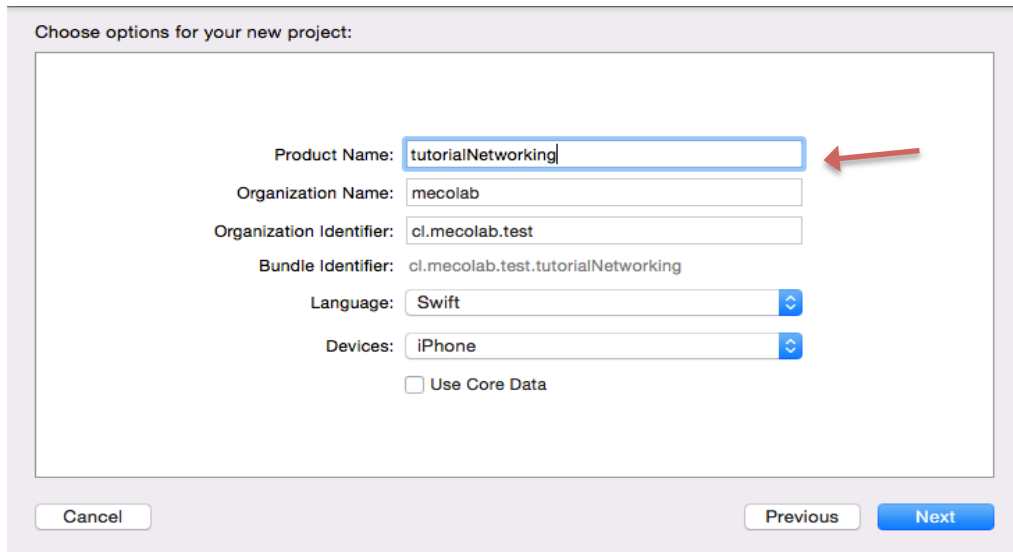 Choose options for your new project:
Product Name: tutorialNetworking
Organization Name: mecolab
Organization Identifier: cl.mecolab.test
Bundle Identifier: cl.mecolab.test.tutorialNetworking
Language: Swift
Devices: iPhone
Use Core Data
Cancel Previous Next